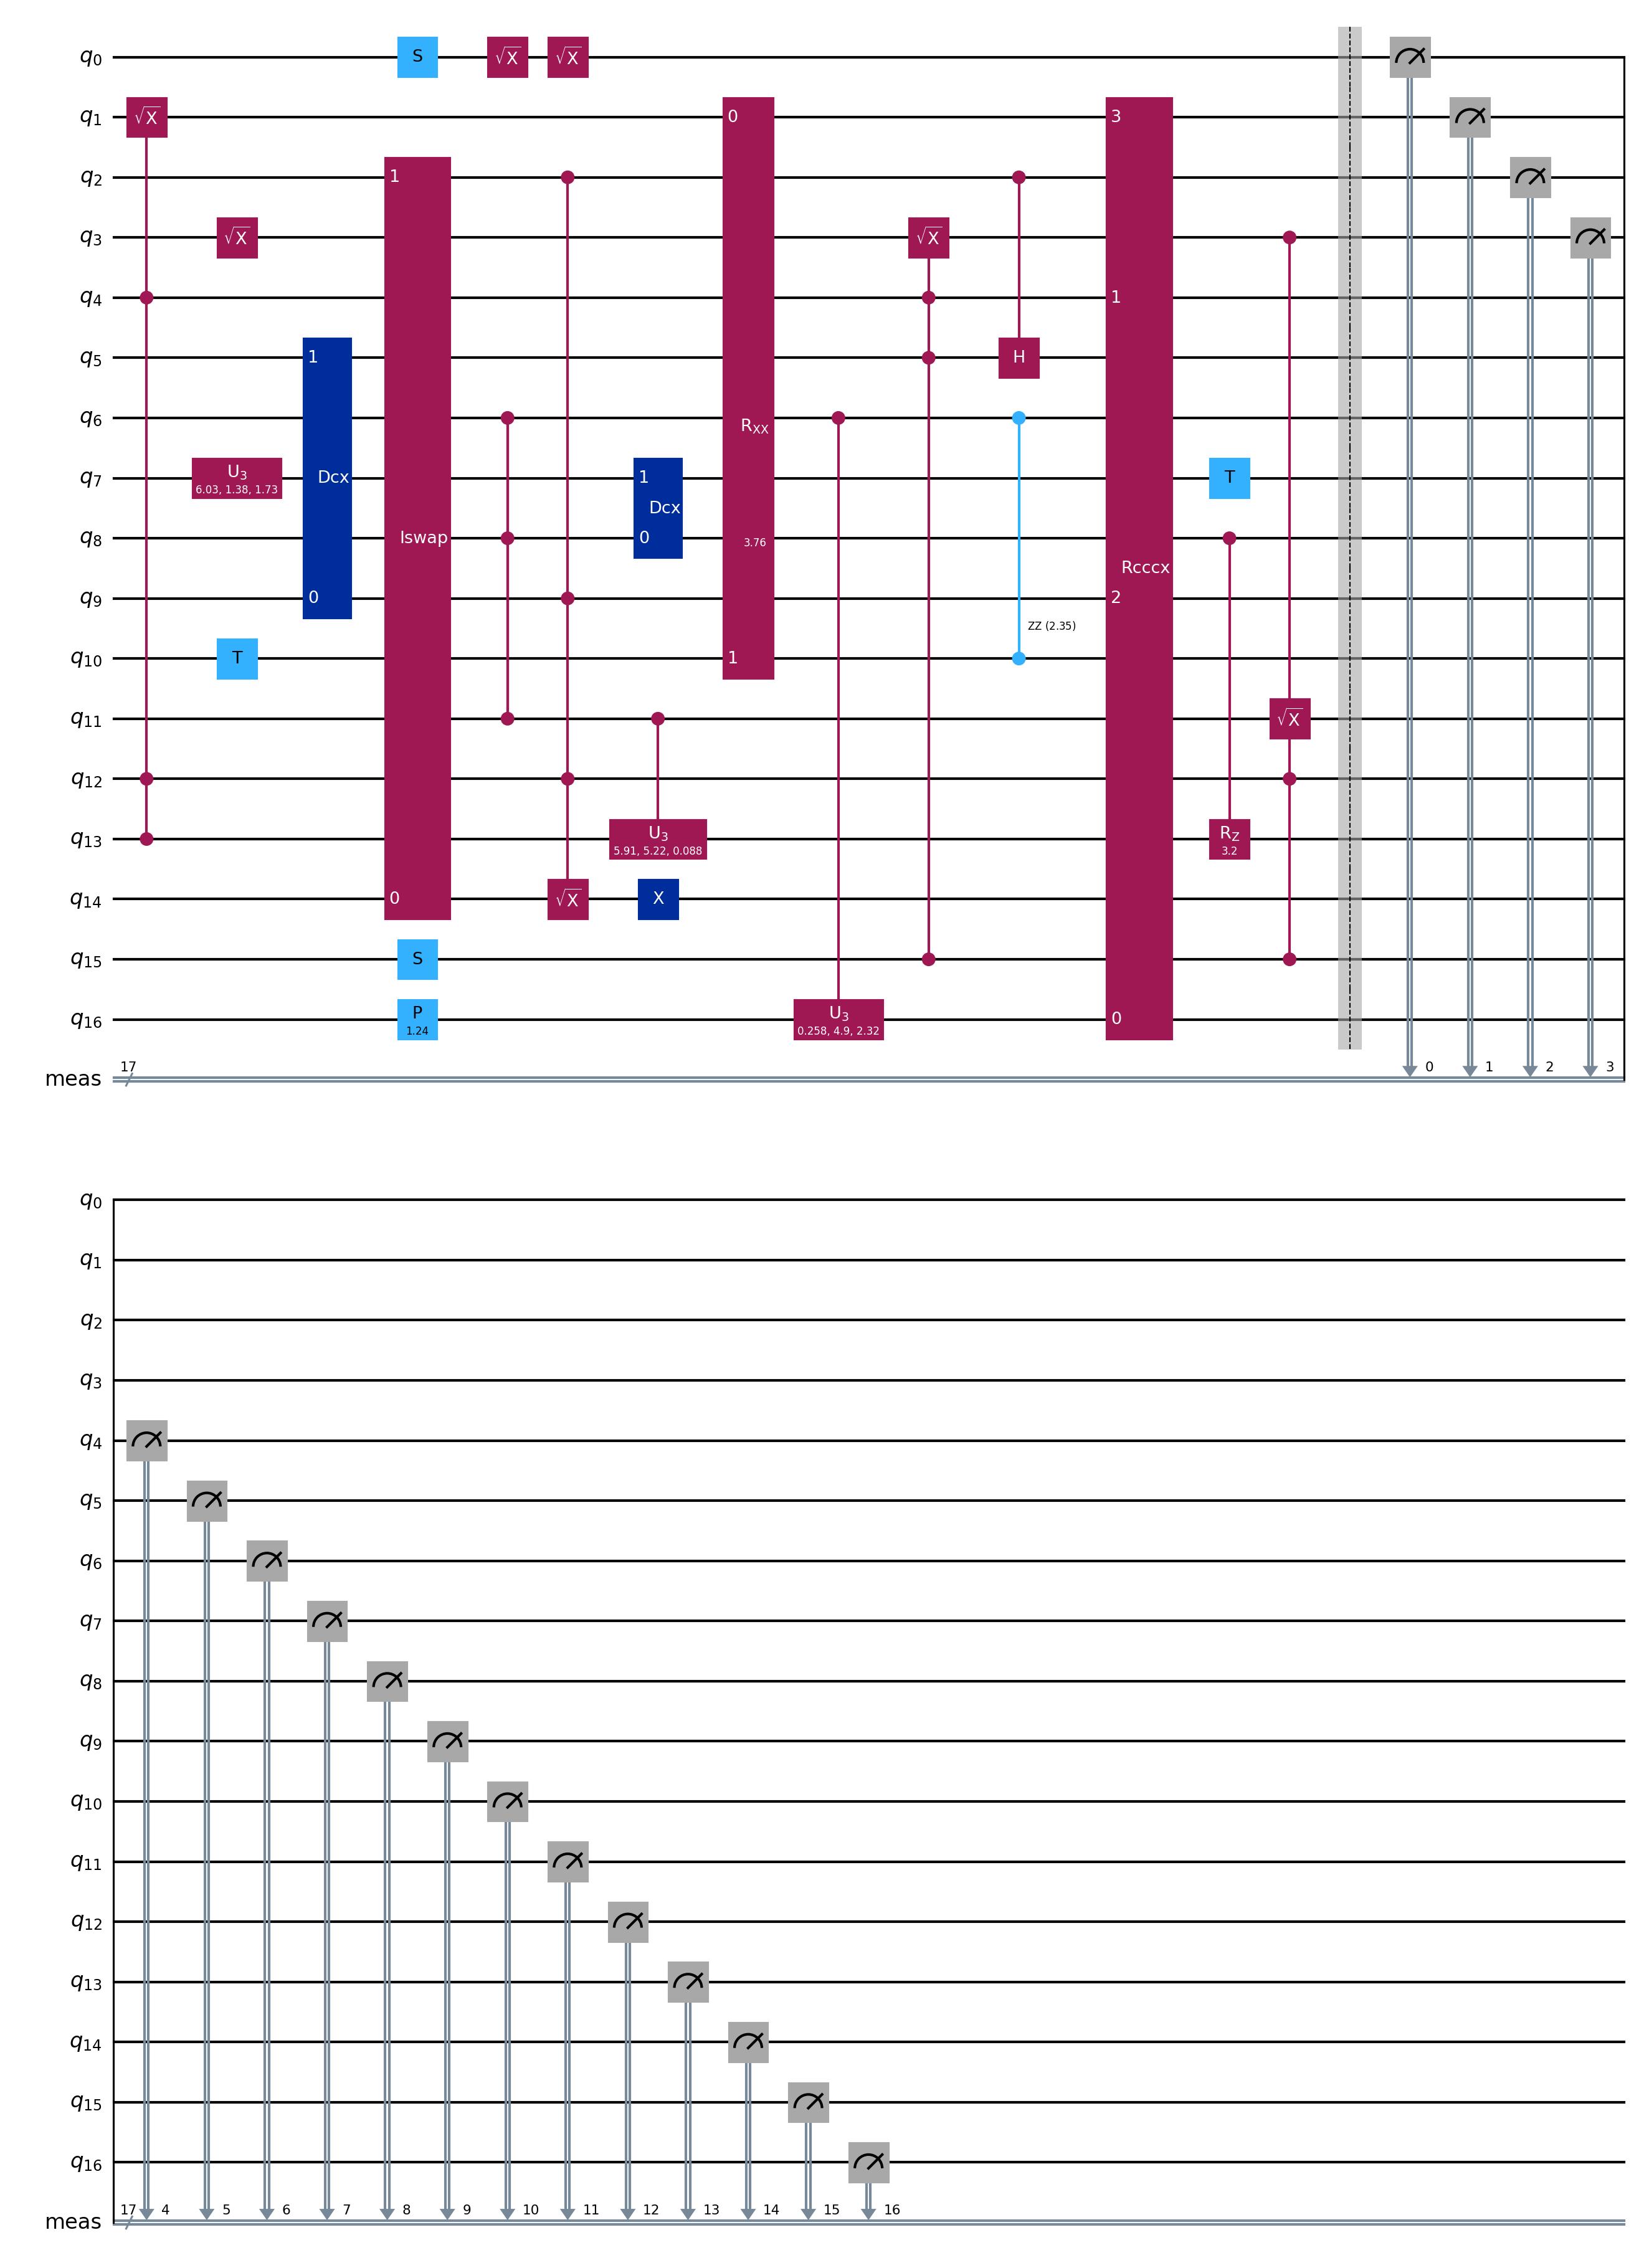 q0 S √X √X
q1 √X 0 3
q2 1
q3 √X √X
q4 1
q5 1 H
q6 RXX
q7 U3 6.03, 1.38, 1.73 Dcx 1 T
Dcx
q8 Iswap 0 3.76
Rcccx
q9 0 2
ZZ (2.35)
q10 T 1
q11 √X
q12
q13 U3 5.91, 5.22, 0.088 RZ 3.2
q14 0 √X X
q15 S
q16 P 1.24 U3 0.258, 4.9, 2.32 0
meas 17 0 1 2 3
q0
q1
q2
q3
q4
q5
q6
q7
q8
q9
q10
q11
q12
q13
q14
q15
q16
meas 17 4 5 6 7 8 9 10 11 12 13 14 15 16